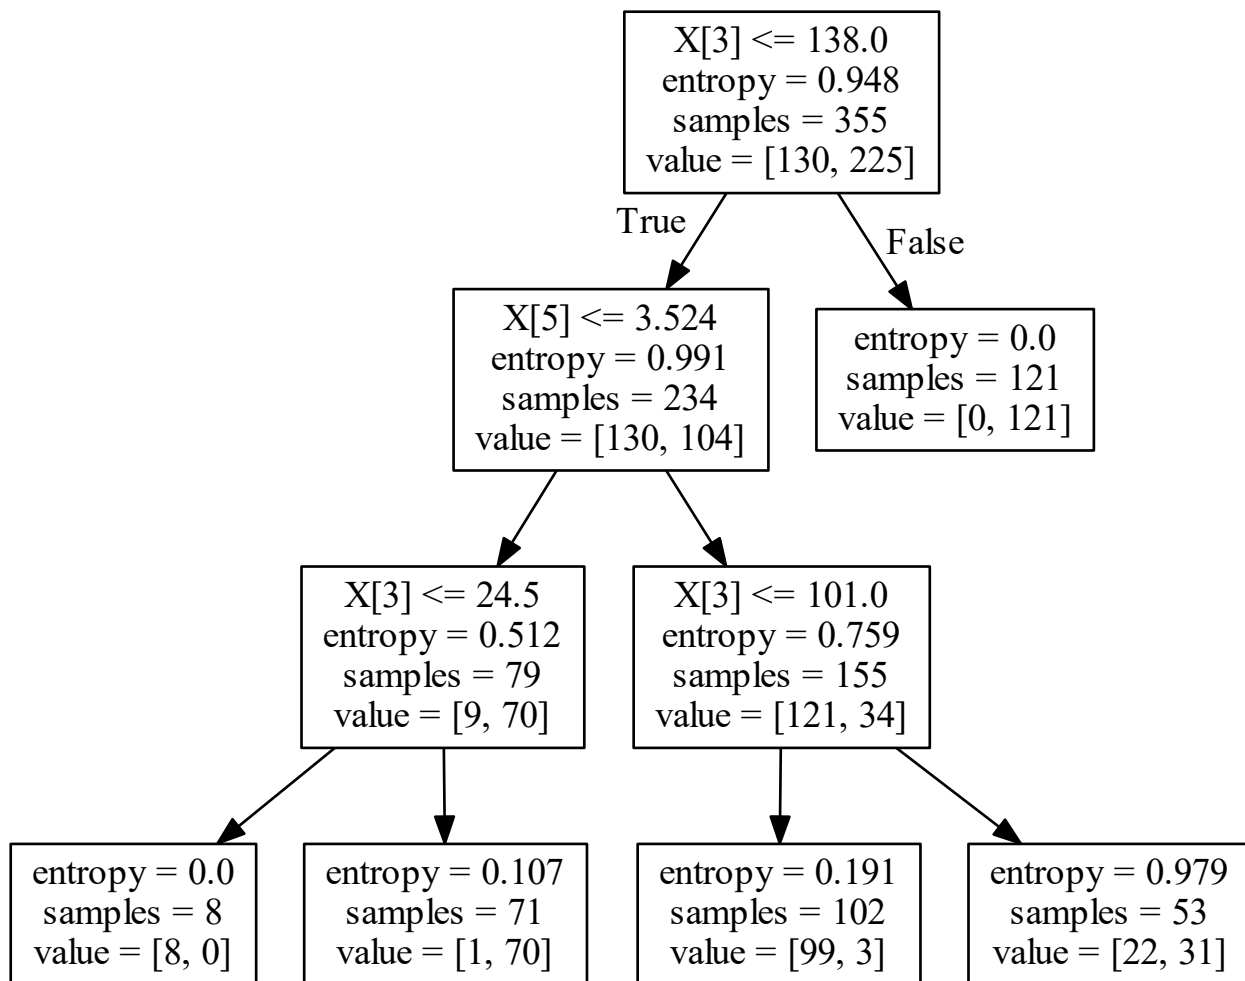 X[3] <= 138.0
entropy = 0.948
samples = 355
value = [130, 225]
True
False
X[5] <= 3.524
entropy = 0.991
samples = 234
value = [130, 104]
entropy = 0.0
samples = 121
value = [0, 121]
X[3] <= 24.5
entropy = 0.512
samples = 79
value = [9, 70]
X[3] <= 101.0
entropy = 0.759
samples = 155
value = [121, 34]
entropy = 0.0
samples = 8
value = [8, 0]
entropy = 0.107
samples = 71
value = [1, 70]
entropy = 0.191
samples = 102
value = [99, 3]
entropy = 0.979
samples = 53
value = [22, 31]